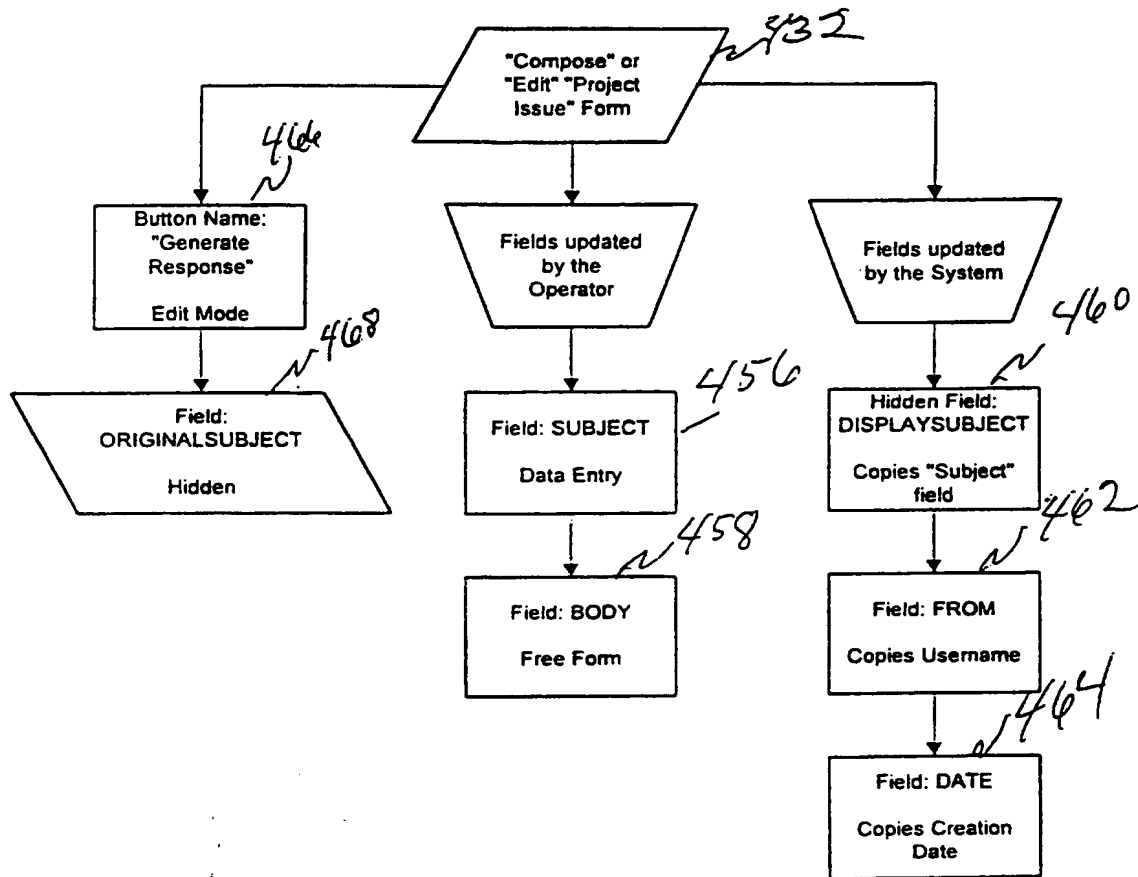 432
"Compose" or
"Edit" "Project
Issue" Form
466
Button Name:
"Generate
Response"
Edit Mode
Fields updated
by the
Operator
Fields updated
by the System
468
Field:
ORIGINALSUBJECT
Hidden
456
Field: SUBJECT
Data Entry
460
Hidden Field:
DISPLAYSUBJECT
Copies "Subject"
field
458
Field: BODY
Free Form
462
Field: FROM
Copies Username
464
Field: DATE
Copies Creation
Date